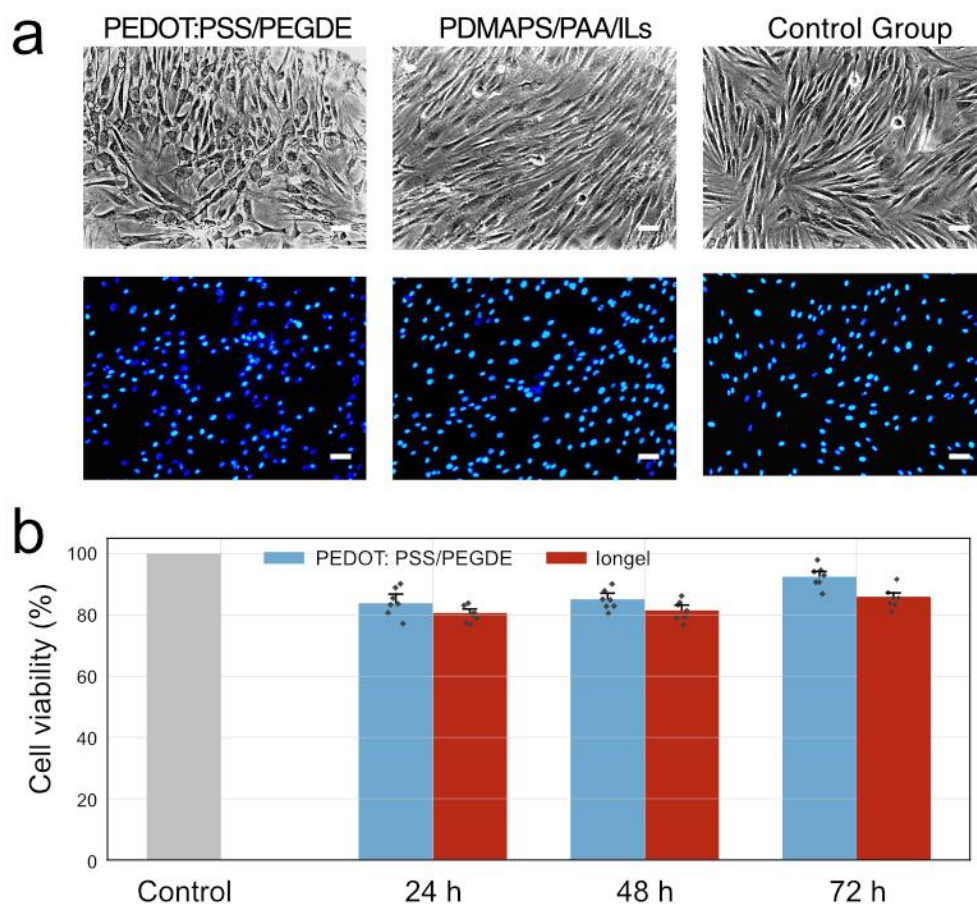 a
PEDOT:PSS/PEGDE
PDMAPS/PAA/ILs
Control Group
b
PEDOT: PSS/PEGDE
Iongel
Cell viability (%)
100
80
60
40
20
0
Control
24 h
48 h
72 h